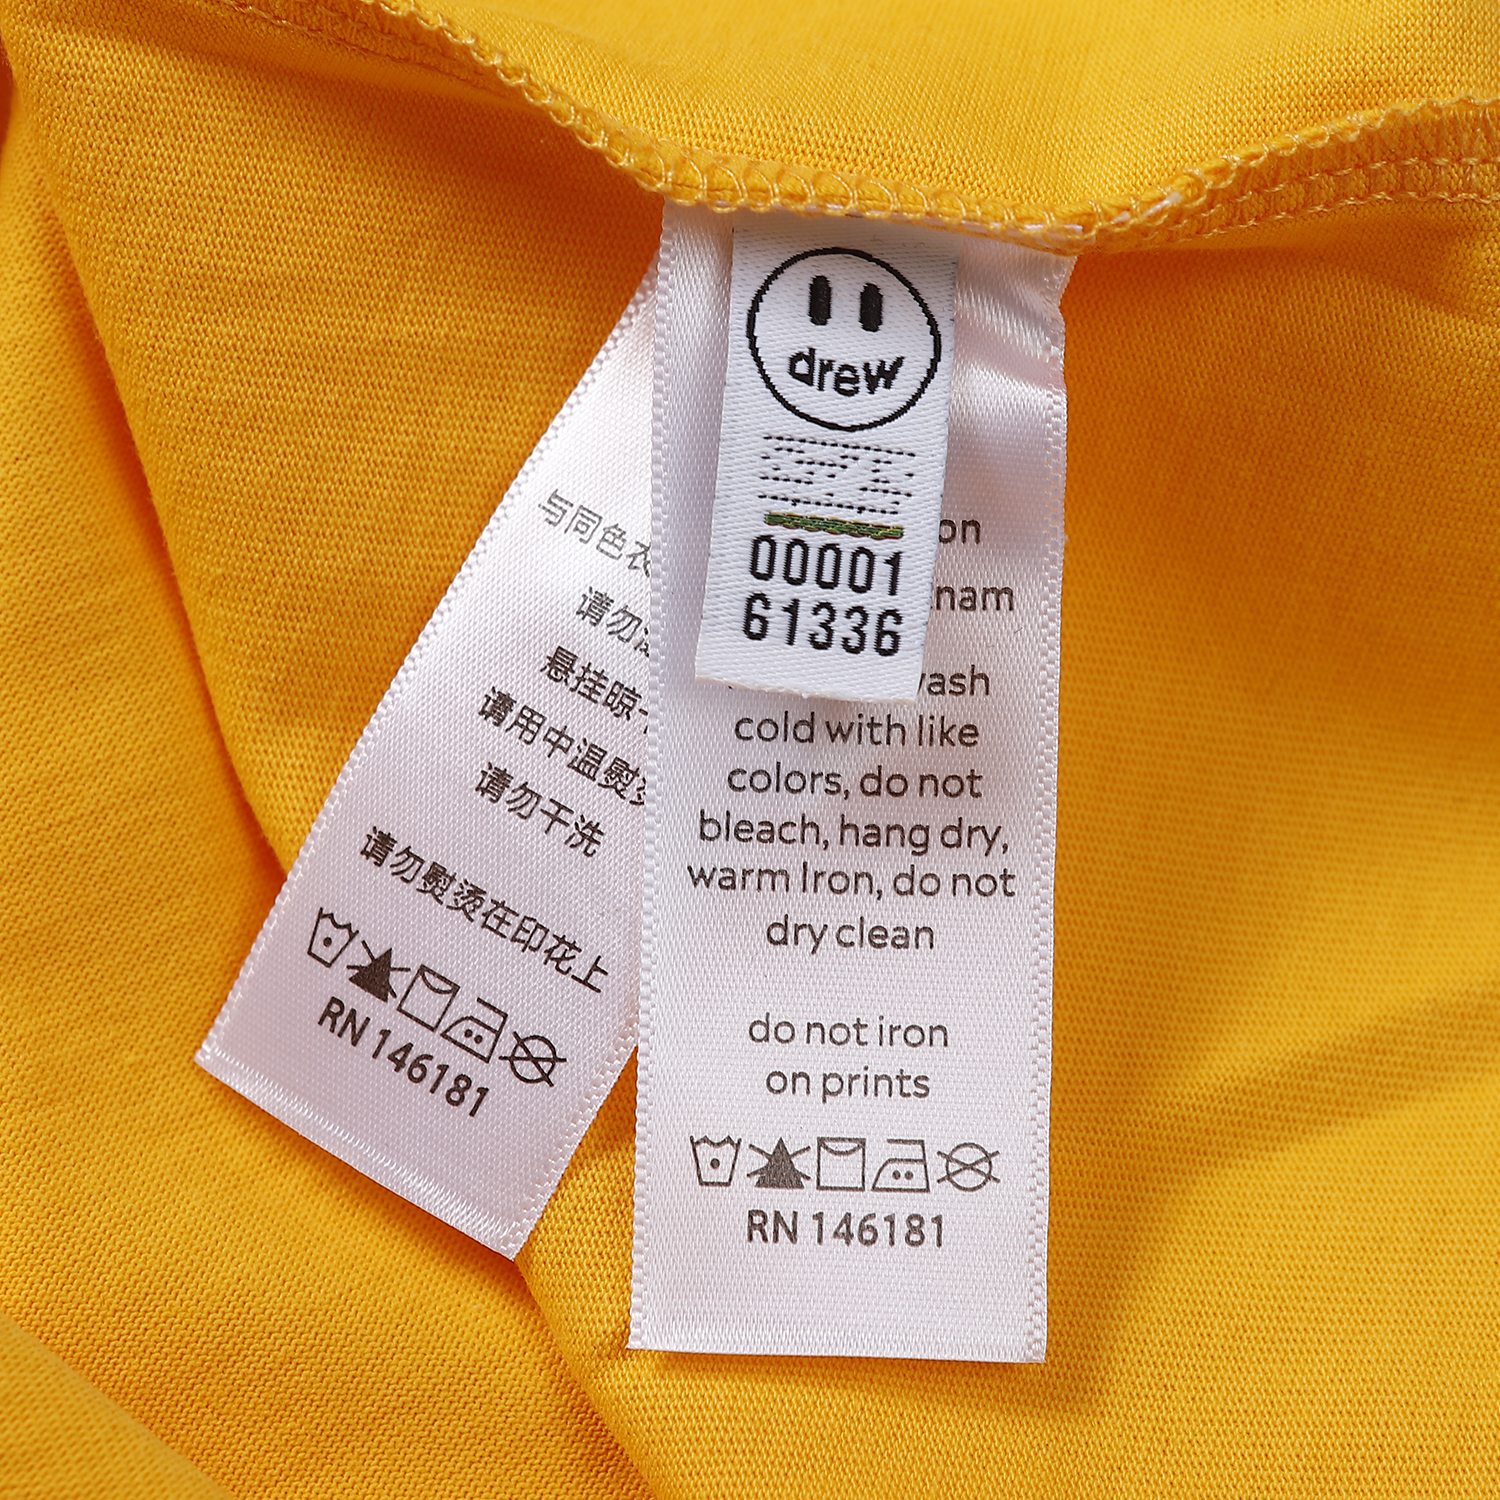 drew
00001
61336
on
nam
ash
cold with like
colors, do not
bleach, hang dry,
warm Iron, do not
dry clean
do not iron
on prints
RN 146181
与同色衣
请勿
悬挂晾
请用中温熨
请勿干洗
请勿熨烫在印花上
RN 146181